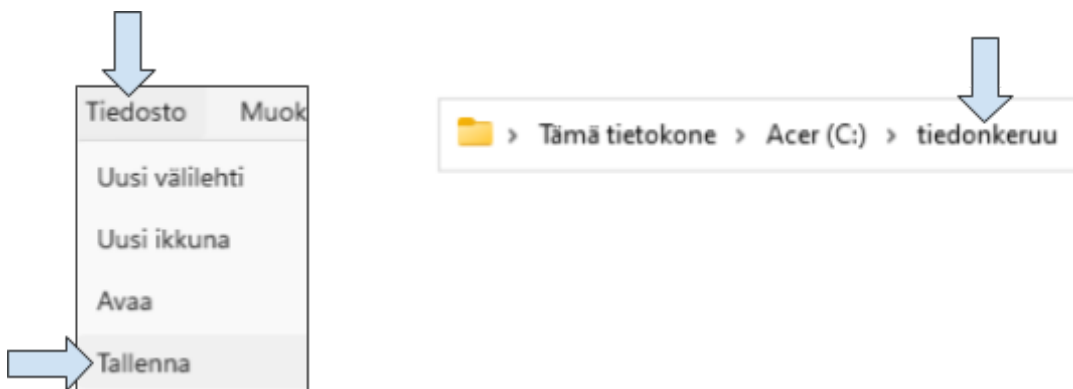 Tiedosto Muok
Uusi välilehti
Uusi ikkuna
Avaa
Tallenna
> Tämä tietokone > Acer (C:) > tiedonkeruu